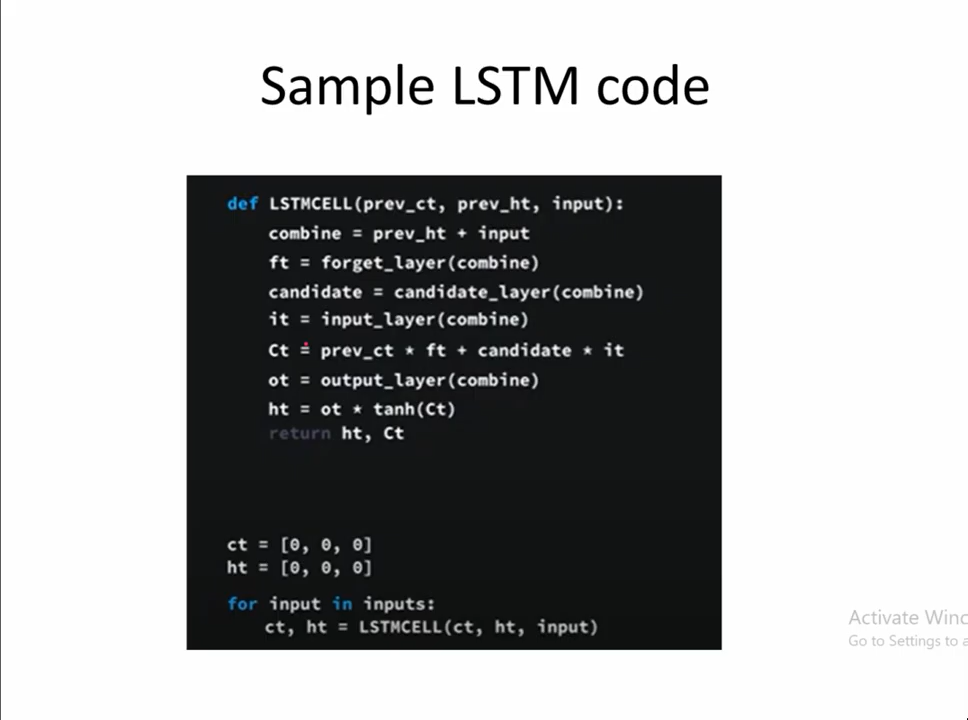 Sample LSTM code
def LSTMCELL(prev_ct, prev_ht, input):
combine = prev_ht + input
ft = forget_layer(combine)
candidate = candidate_layer(combine)
it = input_layer(combine)
Ct = prev_ct * ft + candidate * it
ot = output_layer(combine)
ht = ot * tanh(Ct)
return ht, Ct
ct = [0, 0, 0]
ht = [0, 0, 0]
for input in inputs:
ct, ht = LSTMCELL(ct, ht, input)
Activate Winc
Go to Settings to a